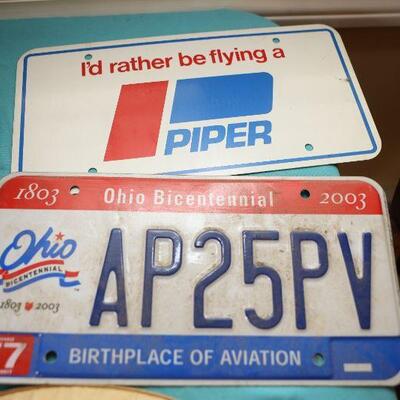 I'd rather be flying a
PIPER
1803 Ohio Bicentennial 2003
Ohio
BICENTENNIAL
1803 2003
AP25PV
7
BIRTHPLACE OF AVIATION